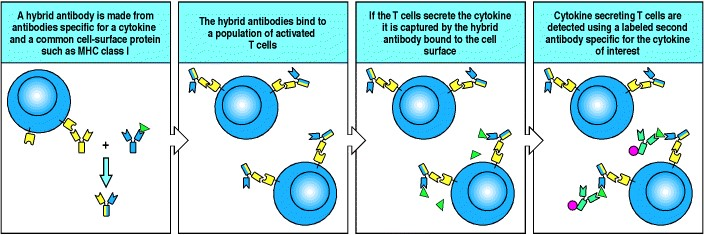 A hybrid antibody is made from
antibodies specific for a cytokine
and a common cell-surface protein
such as MHC class I
The hybrid antibodies bind to
a population of activated
T cells
If the T cells secrete the cytokine
it is captured by the hybrid
antibody bound to the cell
surface
Cytokine secreting T cells are
detected using a labeled second
antibody specific for the cytokine
of interest
+